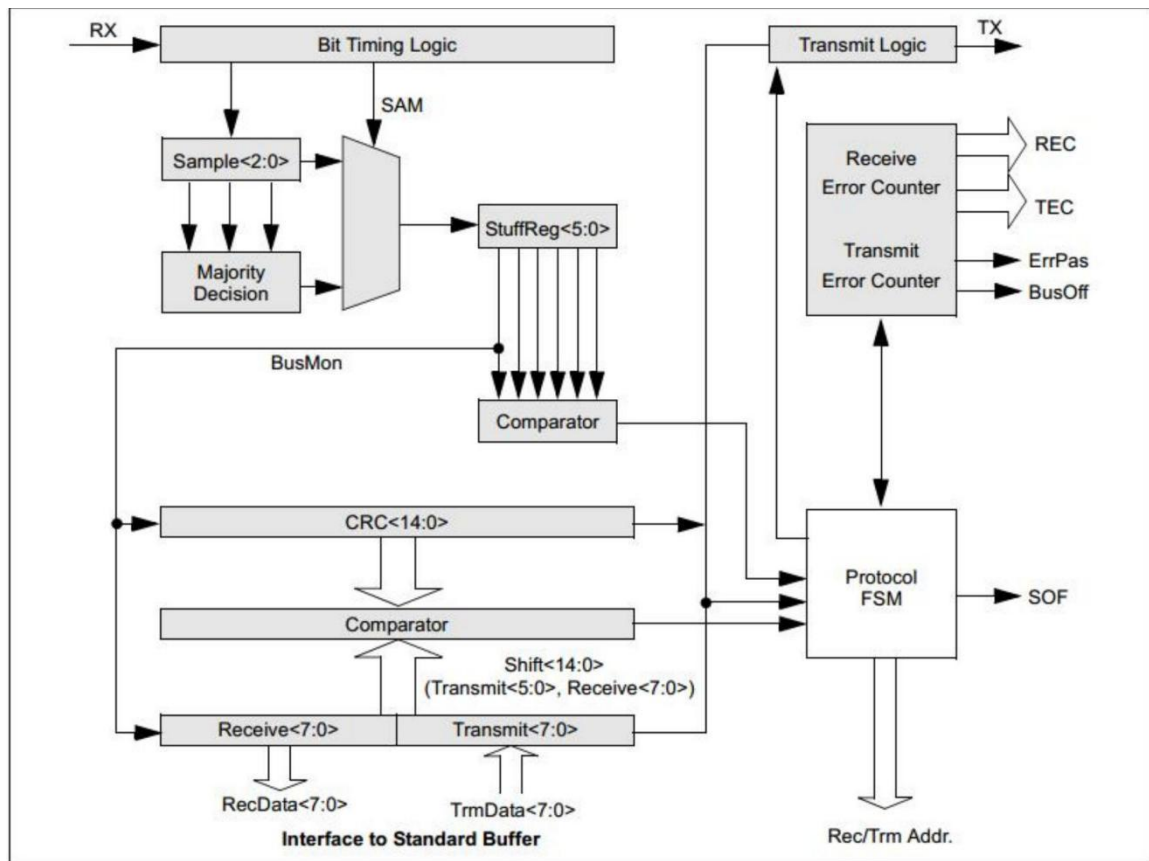 RX
Bit Timing Logic
Transmit Logic
TX
SAM
Sample<2:0>
Receive
Error Counter
REC
TEC
StuffReg<5:0>
Majority
Decision
Transmit
Error Counter
ErrPas
BusOff
BusMon
Comparator
CRC<14:0>
Protocol
FSM
SOF
Comparator
Shift<14:0>
(Transmit<5:0>, Receive<7:0>)
Receive<7:0>
Transmit<7:0>
RecData<7:0>
TrmData<7:0>
Interface to Standard Buffer
Rec/Trm Addr.